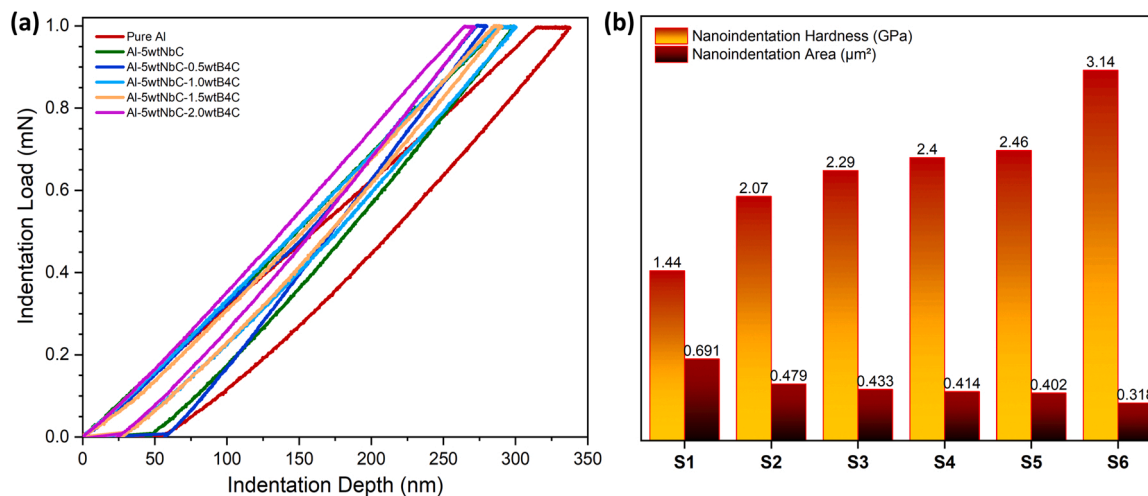 (a)
Pure Al
Al-5wtNbC
Al-5wtNbC-0.5wtB4C
Al-5wtNbC-1.0wtB4C
Al-5wtNbC-1.5wtB4C
Al-5wtNbC-2.0wtB4C
Indentation Load (mN)
1.0
0.8
0.6
0.4
0.2
0.0
0 50 100 150 200 250 300 350
Indentation Depth (nm)
(b)
Nanoindentation Hardness (GPa)
Nanoindentation Area (μm²)
1.44
0.691
2.07
0.479
2.29
0.433
2.4
0.414
2.46
0.402
3.14
0.318
S1 S2 S3 S4 S5 S6